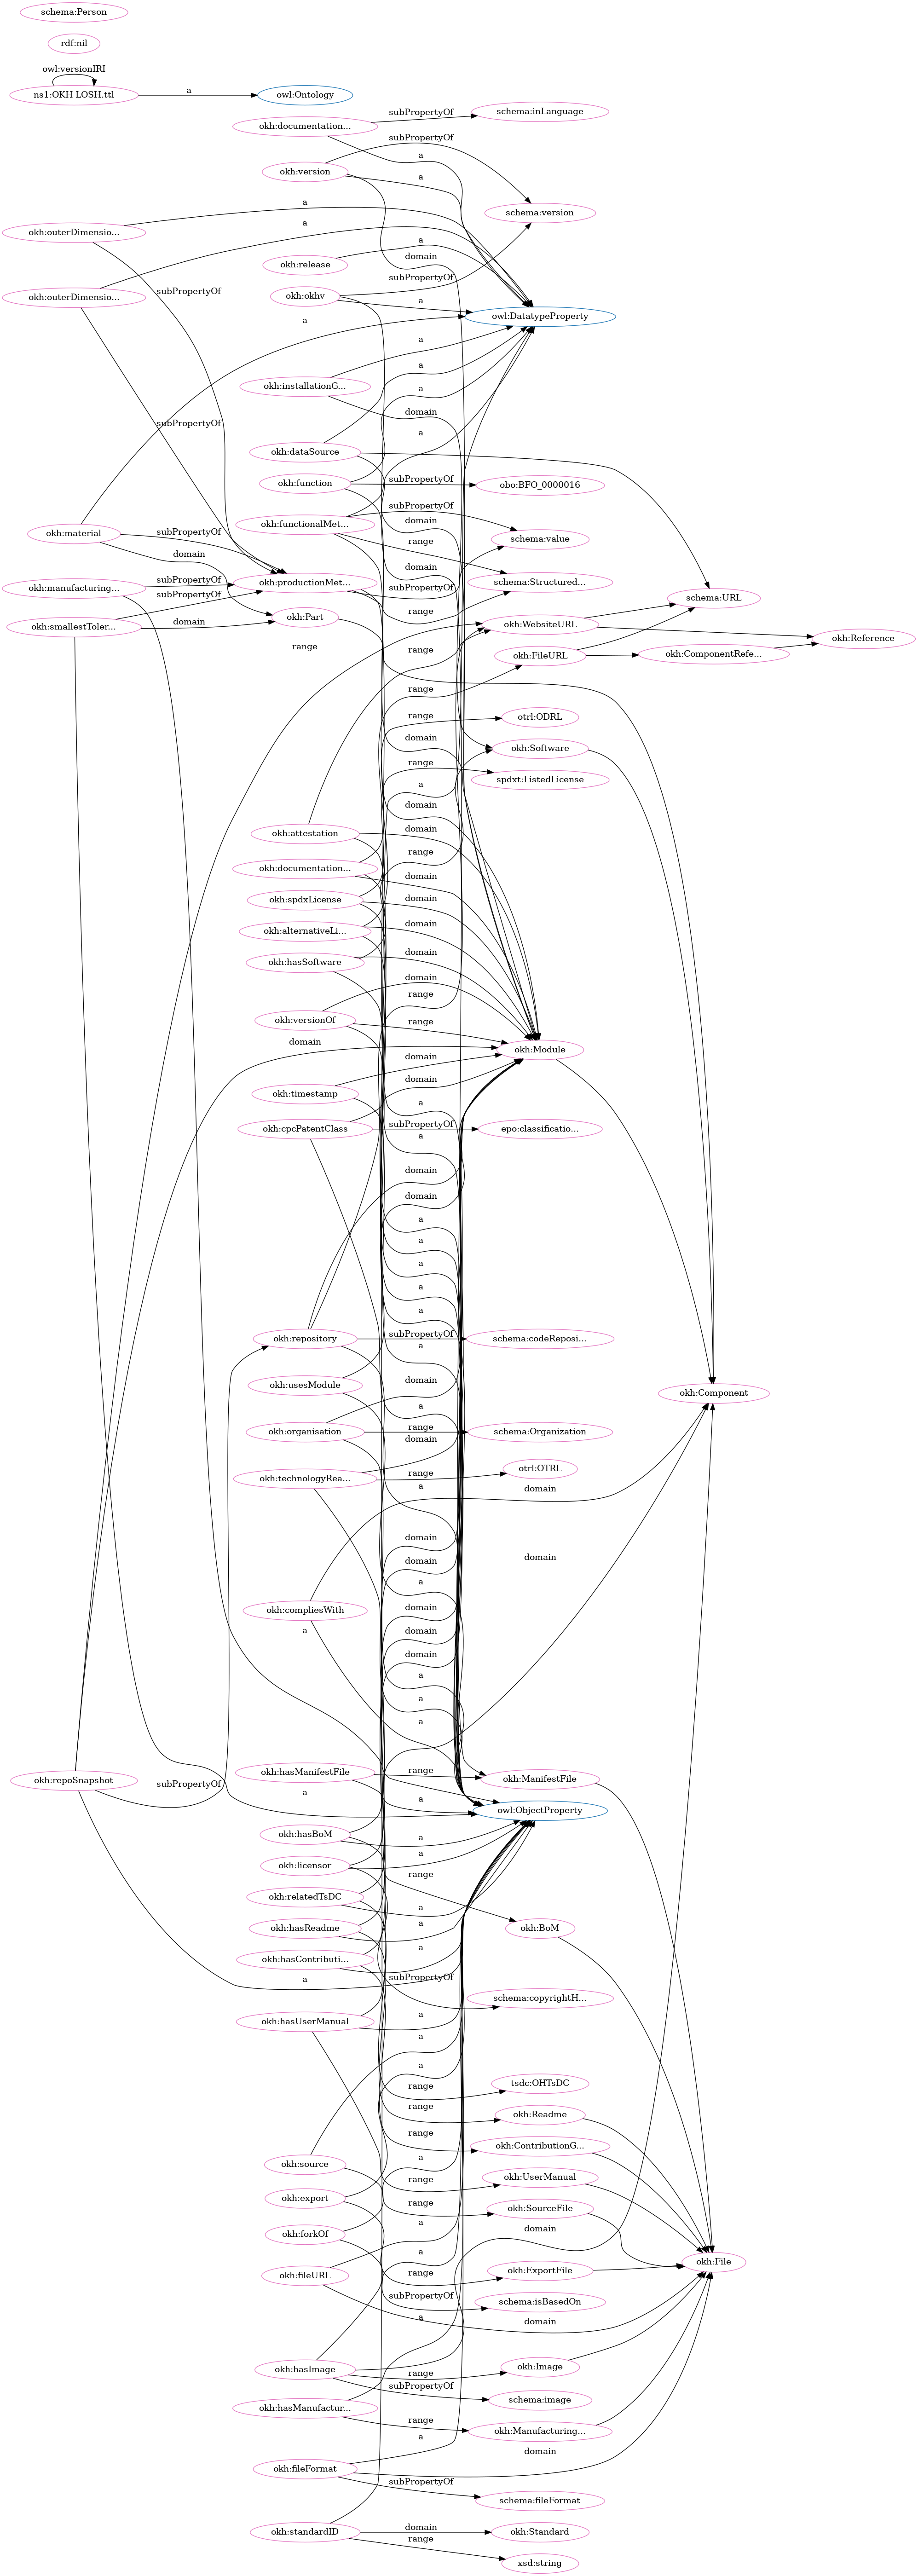 schema:Person
rdf:nil
owl:versionIRI
ns1:OKH-LOSH.ttl
a
owl:Ontology
okh:documentation...
subPropertyOf
schema:inLanguage
subPropertyOf
okh:version
a
a
okh:outerDimensio...
a
schema:version
a
okh:release
a
domain
subPropertyOf
okh:outerDimensio...
subPropertyOf
okh:okhv
a
owl:DatatypeProperty
a
a
okh:installationG...
a
a
domain
subPropertyOf
a
okh:dataSource
okh:function
subPropertyOf
obo:BFO_0000016
subPropertyOf
okh:functionalMet...
domain
okh:material
subPropertyOf
range
schema:value
domain
domain
okh:manufacturing...
subPropertyOf
okh:productionMet...
subPropertyOf
schema:Structured...
subPropertyOf
schema:URL
okh:smallestToler...
domain
okh:Part
range
okh:WebsiteURL
okh:Reference
range
range
okh:FileURL
okh:ComponentRefe...
range
range
otrl:ODRL
domain
okh:Software
range
spdxt:ListedLicense
a
domain
okh:attestation
domain
range
okh:documentation...
domain
okh:spdxLicense
domain
okh:alternativeLi...
domain
okh:hasSoftware
domain
domain
range
okh:versionOf
range
okh:Module
domain
domain
okh:timestamp
domain
a
okh:cpcPatentClass
subPropertyOf
epo:classificatio...
a
domain
domain
a
a
a
a
a
okh:repository
subPropertyOf
schema:codeReposi...
a
okh:usesModule
domain
okh:Component
a
okh:organisation
range
schema:Organization
domain
okh:technologyRea...
range
otrl:OTRL
a
domain
domain
domain
domain
a
okh:compliesWith
domain
a
domain
domain
a
a
a
okh:repoSnapshot
okh:hasManifestFile
range
okh:ManifestFile
subPropertyOf
a
a
owl:ObjectProperty
okh:hasBoM
a
okh:licensor
a
range
okh:relatedTsDC
a
okh:hasReadme
a
okh:BoM
a
okh:hasContributi...
subPropertyOf
a
schema:copyrightH...
a
okh:hasUserManual
a
a
range
tsdc:OHTsDC
range
okh:Readme
range
okh:ContributionG...
a
okh:source
range
okh:UserManual
okh:export
range
okh:SourceFile
a
okh:forkOf
domain
a
okh:File
okh:fileURL
range
okh:ExportFile
subPropertyOf
schema:isBasedOn
a
domain
okh:hasImage
range
okh:Image
subPropertyOf
schema:image
okh:hasManufactur...
range
okh:Manufacturing...
a
domain
okh:fileFormat
subPropertyOf
schema:fileFormat
okh:standardID
domain
okh:Standard
range
xsd:string